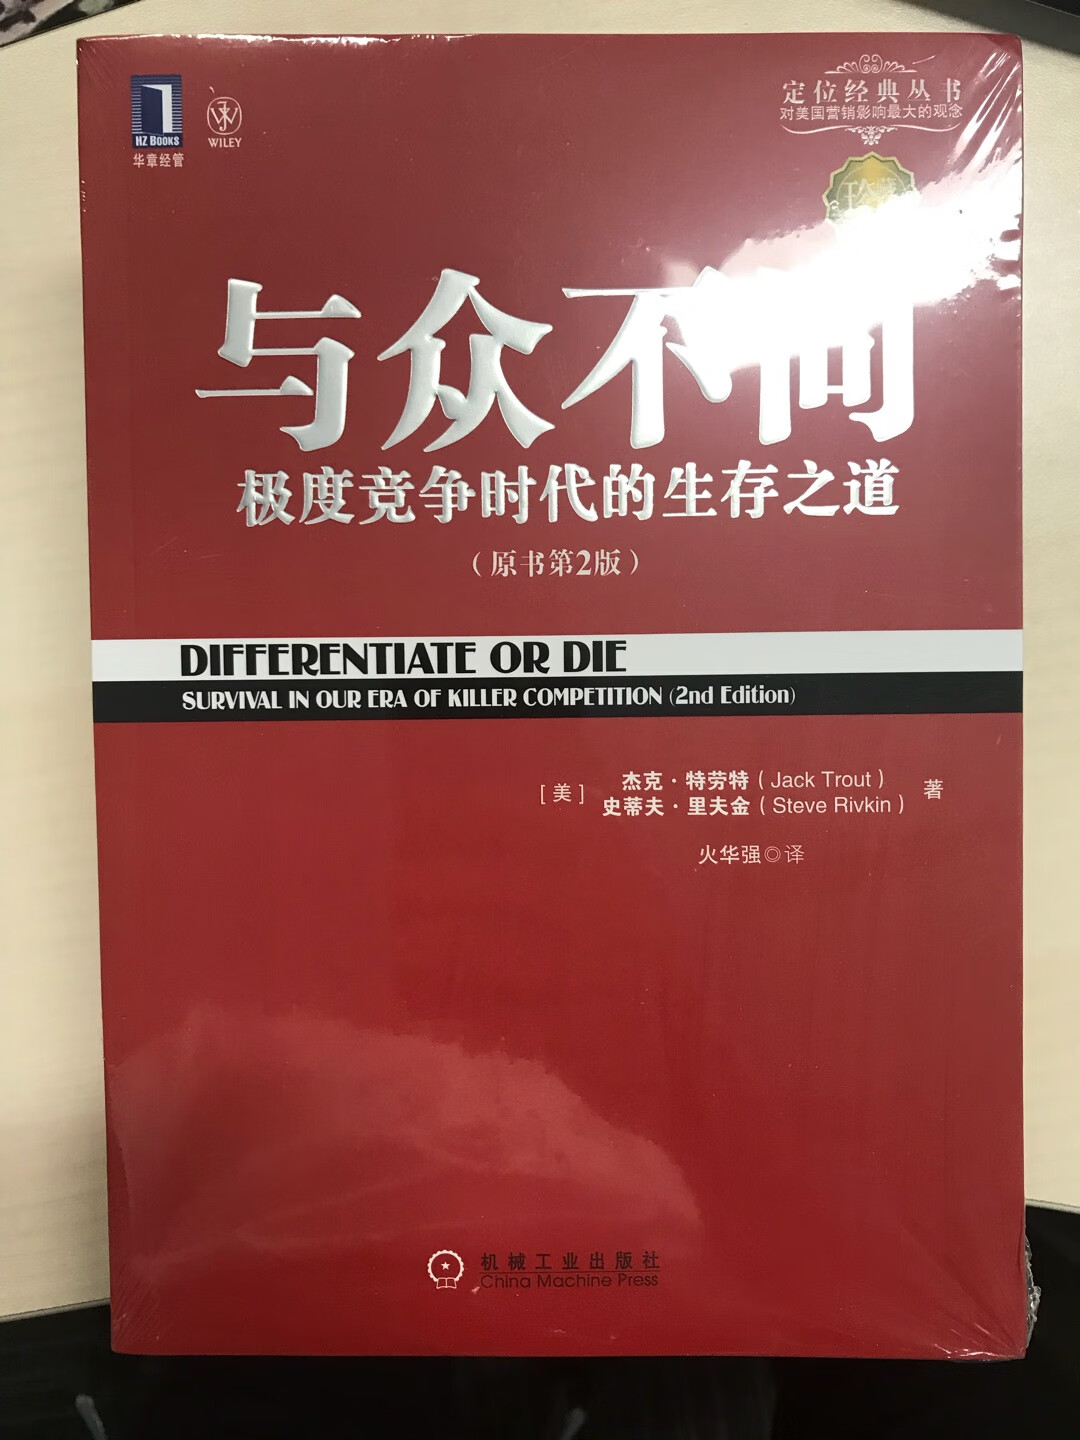 HZ BOOKS
华章经管
WILEY
定位经典丛书
对美国营销影响最大的观念
珍藏
与众不同
极度竞争时代的生存之道
（原书第2版）
DIFFERENTIATE OR DIE
SURVIVAL IN OUR ERA OF KILLER COMPETITION (2nd Edition)
[美] 杰克·特劳特（Jack Trout）
史蒂夫·里夫金（Steve Rivkin） 著
火华强◎译
机械工业出版社
China Machine Press